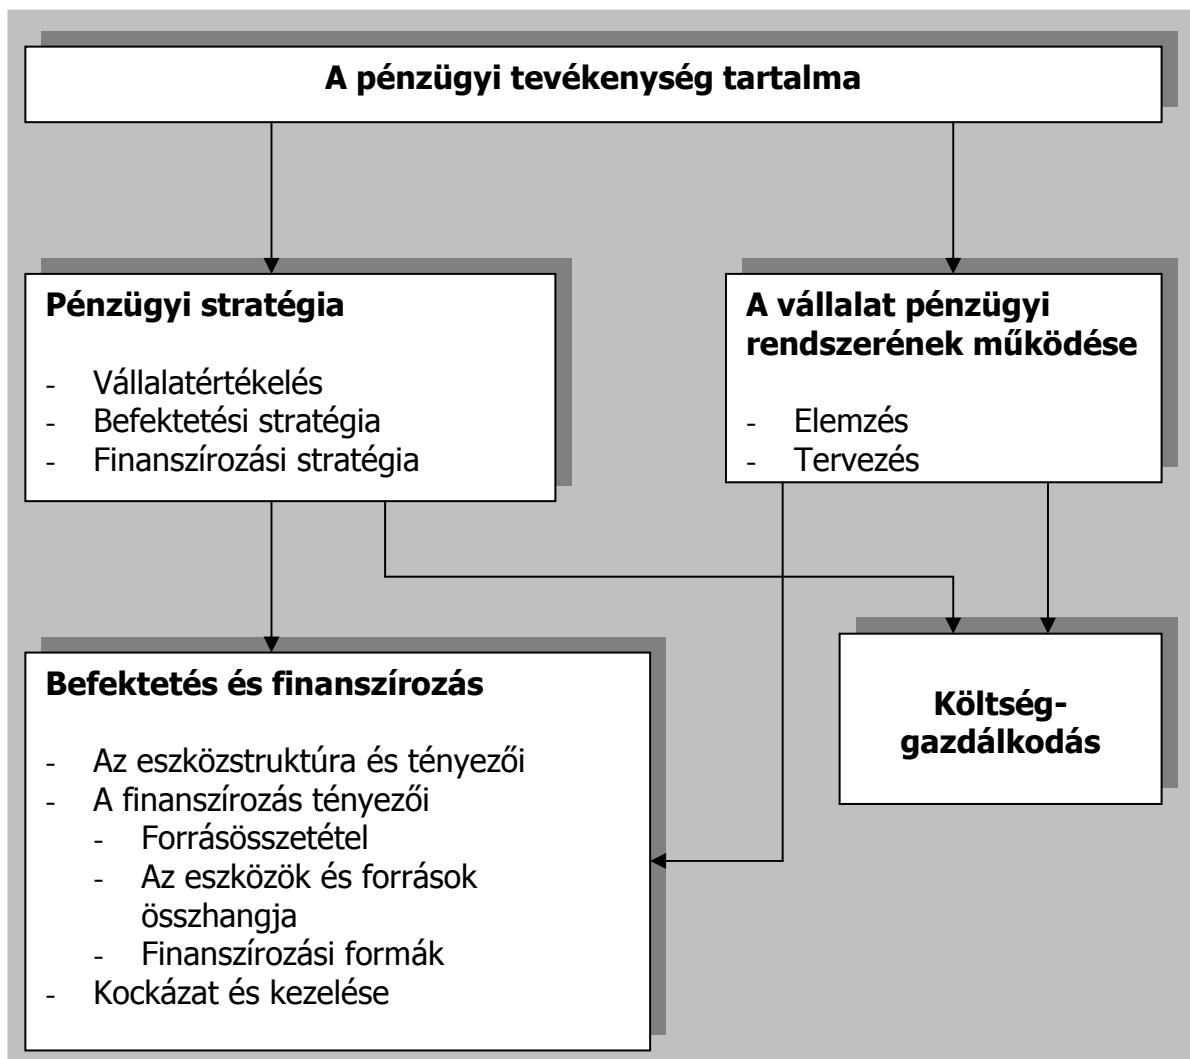 A pénzügyi tevékenység tartalma
Pénzügyi stratégia
- Vállalatértékelés
- Befektetési stratégia
- Finanszírozási stratégia
A vállalat pénzügyi
rendszerének működése
- Elemzés
- Tervezés
Befektetés és finanszírozás
- Az eszközstruktúra és tényezői
- A finanszírozás tényezői
- Forrásösszetétel
- Az eszközök és források
összhangja
- Finanszírozási formák
- Kockázat és kezelése
Költség-
gazdálkodás